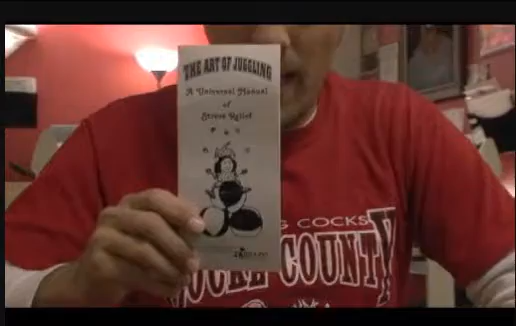 THE ART OF JUGGLING
A Universal Manual
of
Stress Relief
G COCKS
COUNTY